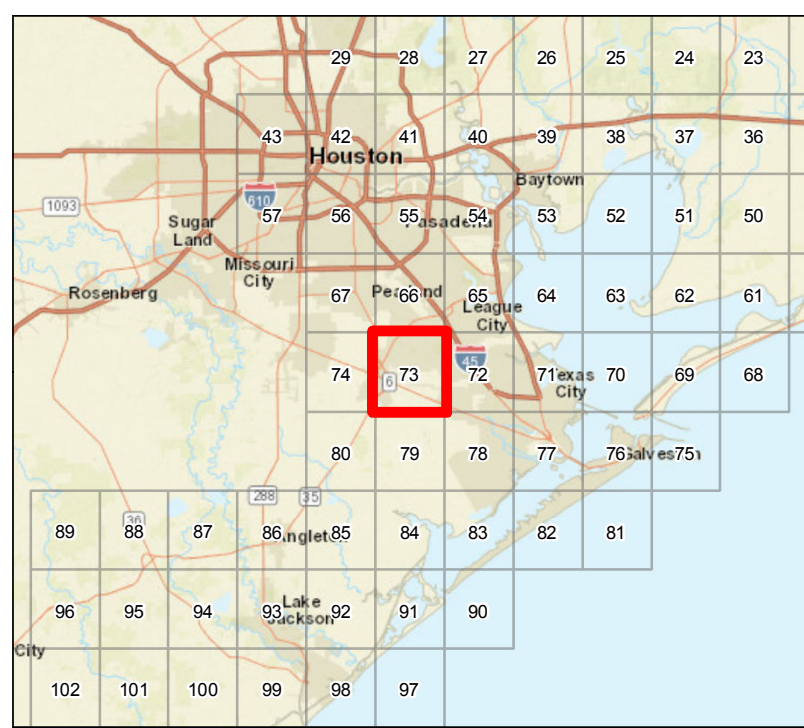 29 28 27 26 25 24 23
43 42 41 40 39 38 37 36
Houston
Baytown
1093
610
57 56 55 54 53 52 51 50
Pasadena
Sugar
Land
Missouri
City
Rosenberg
67 66 65 64 63 62 61
Pearland
League
City
74 73 72 71 70 69 68
6
45
Texas
City
80 79 78 77 76 75
Galveston
288 35
36
89 88 87 86 85 84 83 82 81
Angleton
96 95 94 93 92 91 90
Lake
Jackson
City
102 101 100 99 98 97